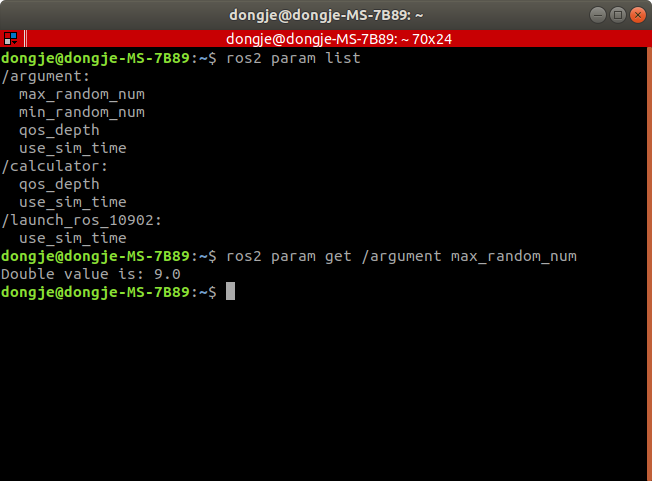 dongje@dongje-MS-7B89: ~
dongje@dongje-MS-7B89: ~ 70x24
dongje@dongje-MS-7B89:~$ ros2 param list
/argument:
  max_random_num
  min_random_num
  qos_depth
  use_sim_time
/calculator:
  qos_depth
  use_sim_time
/launch_ros_10902:
  use_sim_time
dongje@dongje-MS-7B89:~$ ros2 param get /argument max_random_num
Double value is: 9.0
dongje@dongje-MS-7B89:~$